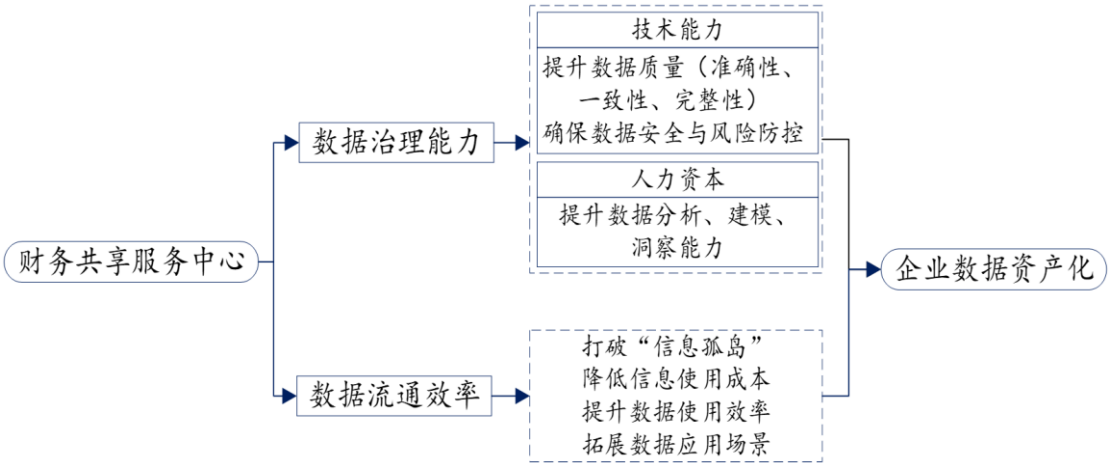 财务共享服务中心
数据治理能力
技术能力
提升数据质量（准确性、
一致性、完整性）
确保数据安全与风险防控
人力资本
提升数据分析、建模、
洞察能力
数据流通效率
打破“信息孤岛”
降低信息使用成本
提升数据使用效率
拓展数据应用场景
企业数据资产化